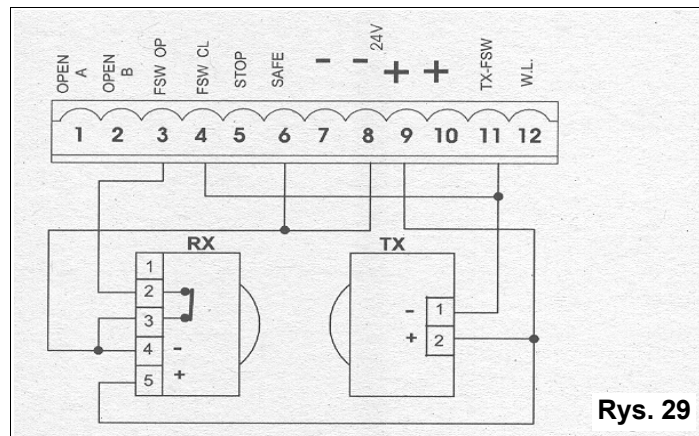 OPEN A
OPEN B
FSW OP
FSW CL
STOP
SAFE
-
- 24V
+
+
TX-FSW
W.L.
1 2 3 4 5 6 7 8 9 10 11 12
RX
1
2
3
4 -
5 +
TX
- 1
+ 2
Rys. 29